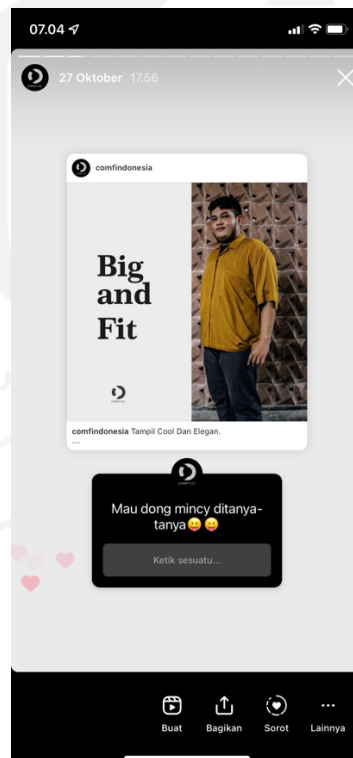 07.04
27 Oktober 17.56
comfindonesia
Big
and
Fit
comfindonesia Tampil Cool Dan Elegan.
....
Mau dong mincy ditanya-
tanya😛😛
Ketik sesuatu...
Buat Bagikan Sorot Lainnya